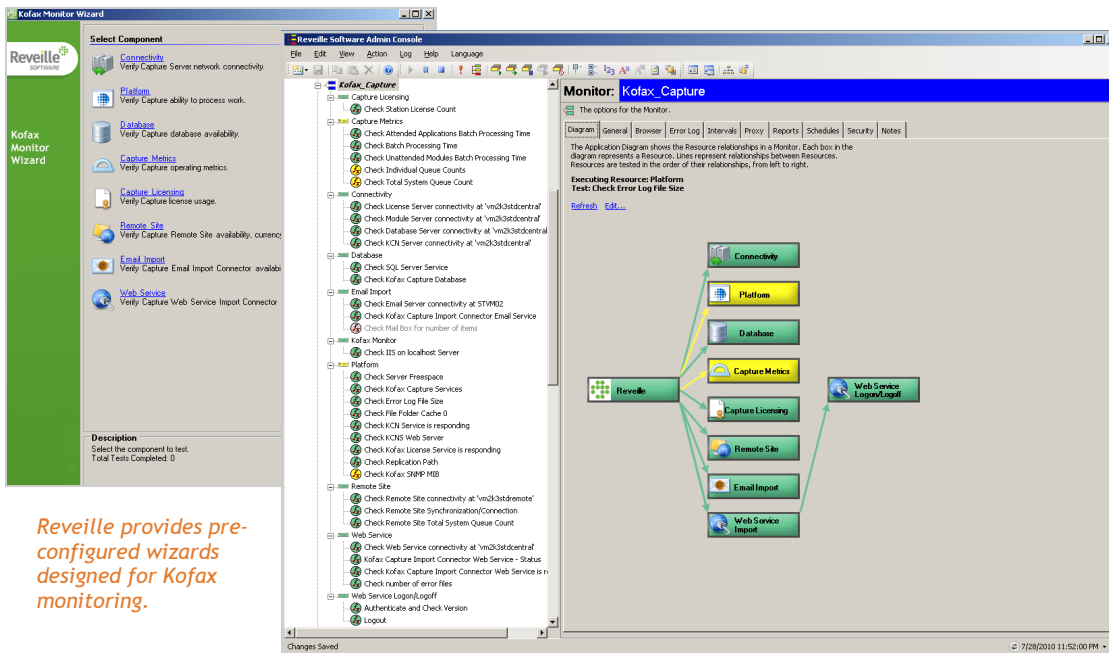 Kofax Monitor Wizard
Reveille
SOFTWARE
Kofax
Monitor
Wizard
Select Component
Connectivity
Verify Capture Server network connectivity.
Platform
Verify Capture ability to process work.
Database
Verify Capture database availability.
Capture Metrics
Verify Capture operating metrics.
Capture Licensing
Verify Capture license usage.
Remote Site
Verify Capture Remote Site availability, currency
Email Import
Verify Capture Email Import Connector availabi
Web Service
Verify Capture Web Service Import Connector
Description
Select the component to test.
Total Tests Completed: 0
Reveille provides pre-
configured wizards
designed for Kofax
monitoring.
Reveille Software Admin Console
File Edit View Action Log Help Language
Kofax_Capture
Capture Licensing
Check Station License Count
Capture Metrics
Check Attended Applications Batch Processing Time
Check Batch Processing Time
Check Unattended Modules Batch Processing Time
Check Individual Queue Counts
Check Total System Queue Count
Connectivity
Check License Server connectivity at 'vm2k3stdcentral'
Check Module Server connectivity at 'vm2k3stdcentral'
Check Database Server connectivity at 'vm2k3stdcentral
Check KCN Server connectivity at 'vm2k3stdcentral'
Database
Check SQL Server Service
Check Kofax Capture Database
Email Import
Check Email Server connectivity at STVM02
Check Kofax Capture Import Connector Email Service
Check Mail Box for number of items
Kofax Monitor
Check IIS on localhost Server
Platform
Check Server Freespace
Check Kofax Capture Services
Check Error Log File Size
Check File Folder Cache 0
Check KCN Service is responding
Check KCNS Web Server
Check Kofax License Service is responding
Check Replication Path
Check Kofax SNMP MIB
Remote Site
Check Remote Site connectivity at 'vm2k3stdremote'
Check Remote Site Synchronization/Connection
Check Remote Site Total System Queue Count
Web Service
Check Web Service connectivity at 'vm2k3stdcentral'
Kofax Capture Import Connector Web Service - Status
Check Kofax Capture Import Connector Web Service is r
Check number of error files
Web Service Logon/Logoff
Authenticate and Check Version
Logout
Monitor: Kofax_Capture
The options for the Monitor.
Diagram General Browser Error Log Intervals Proxy Reports Schedules Security Notes
The Application Diagram shows the Resource relationships in a Monitor. Each box in the
diagram represents a Resource. Lines represent relationships between Resources.
Resources are tested in the order of their relationships, from left to right.
Executing Resource: Platform
Test: Check Error Log File Size
Refresh Edit...
Connectivity
Platform
Database
Capture Metrics
Reveille
Web Service
Logon/Logoff
Capture Licensing
Remote Site
Email Import
Web Service
Import
Changes Saved
7/28/2010 11:52:00 PM